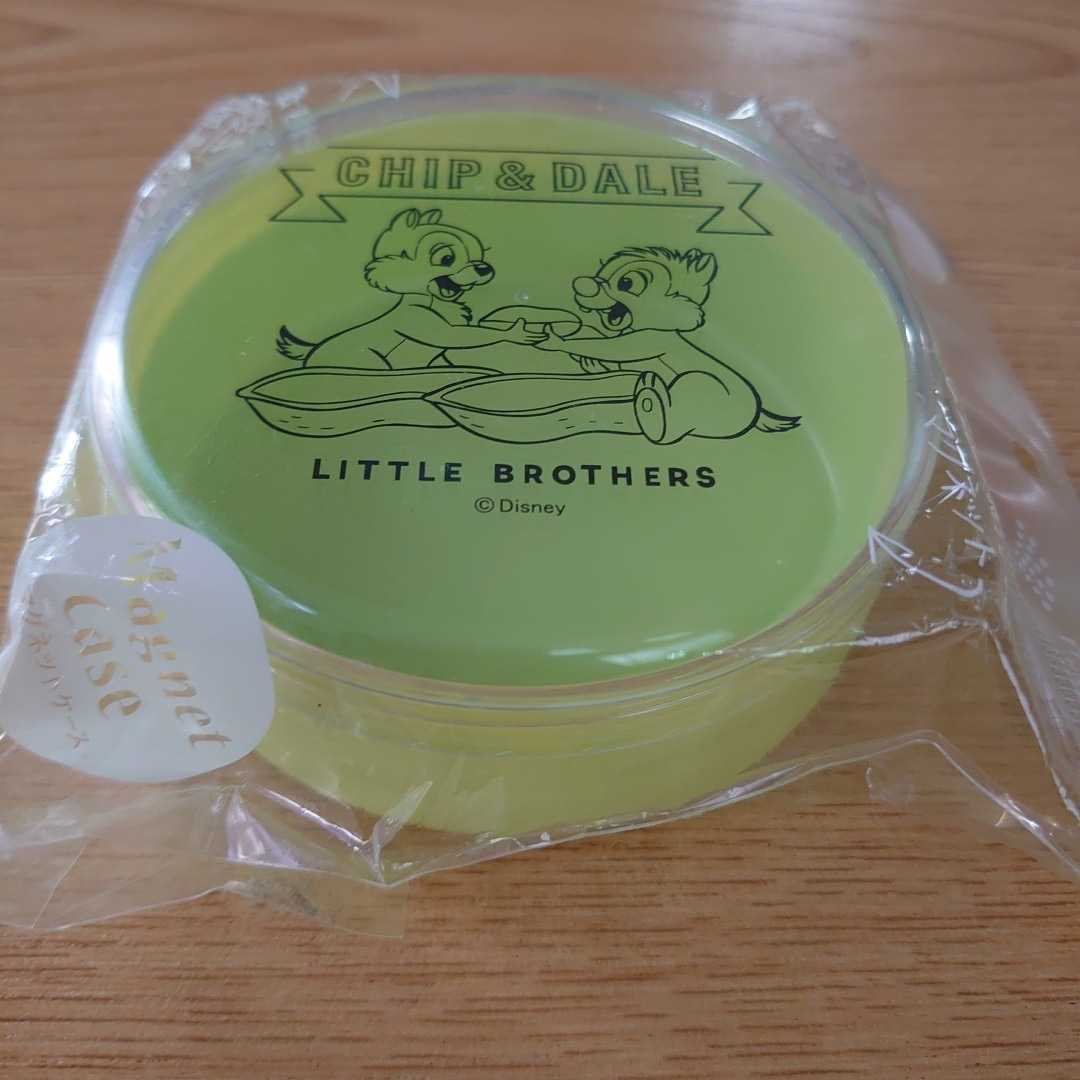 CHIP & DALE
LITTLE BROTHERS
©Disney
Magnet
Case
マグネットケース